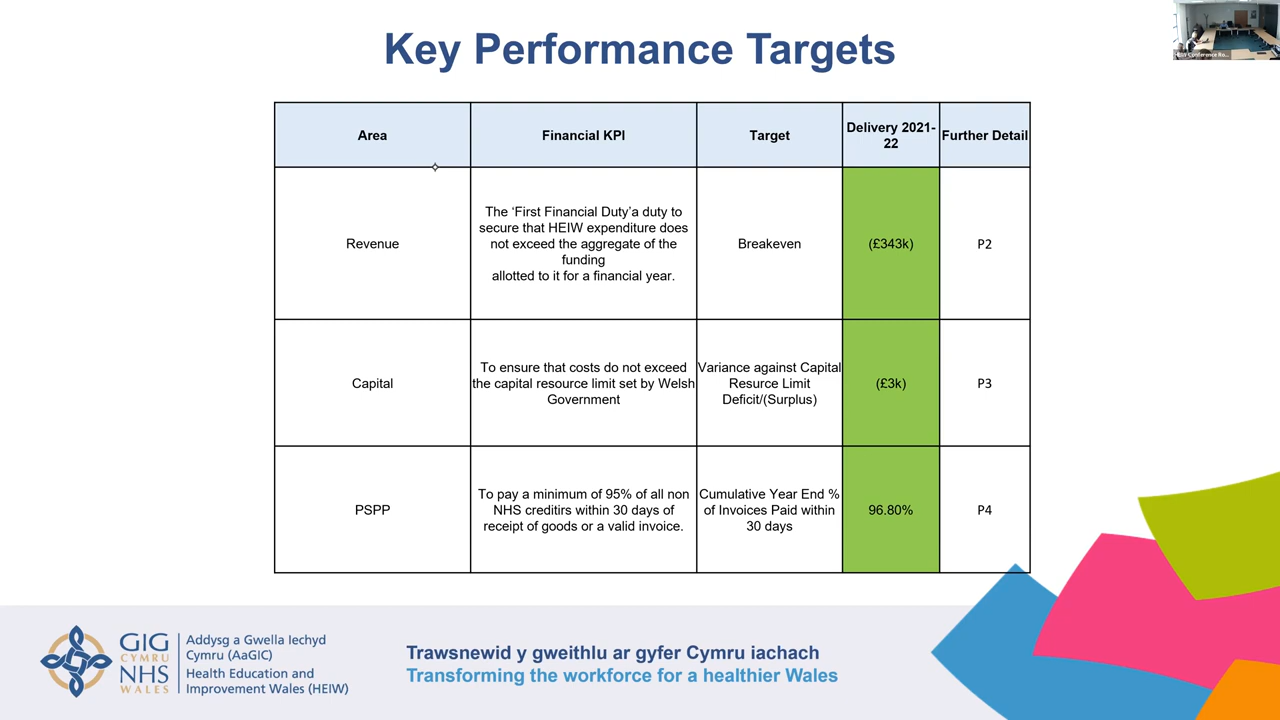 Key Performance Targets
Area
Financial KPI
Target
Delivery 2021-
22
Further Detail
Revenue
The ‘First Financial Duty’a duty to
secure that HEIW expenditure does
not exceed the aggregate of the
funding
allotted to it for a financial year.
Breakeven
(£343k)
P2
Capital
To ensure that costs do not exceed
the capital resource limit set by Welsh
Government
Variance against Capital
Resurce Limit
Deficit/(Surplus)
(£3k)
P3
PSPP
To pay a minimum of 95% of all non
NHS creditirs within 30 days of
receipt of goods or a valid invoice.
Cumulative Year End %
of Invoices Paid within
30 days
96.80%
P4
GIG
CYMRU
NHS
WALES
Addysg a Gwella Iechyd
Cymru (AaGIC)
Health Education and
Improvement Wales (HEIW)
Trawsnewid y gweithlu ar gyfer Cymru iachach
Transforming the workforce for a healthier Wales